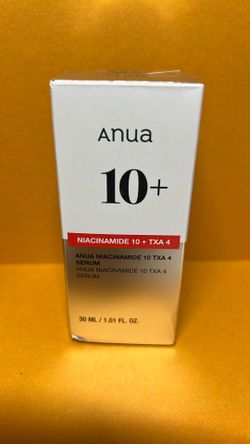 Anua
10+
NIACINAMIDE 10 + TXA 4
ANUA NIACINAMIDE 10 TXA 4
SERUM
ANUA NIACINAMIDE 10 TXA 4
SÉRUM
30 ML / 1.01 FL. OZ.